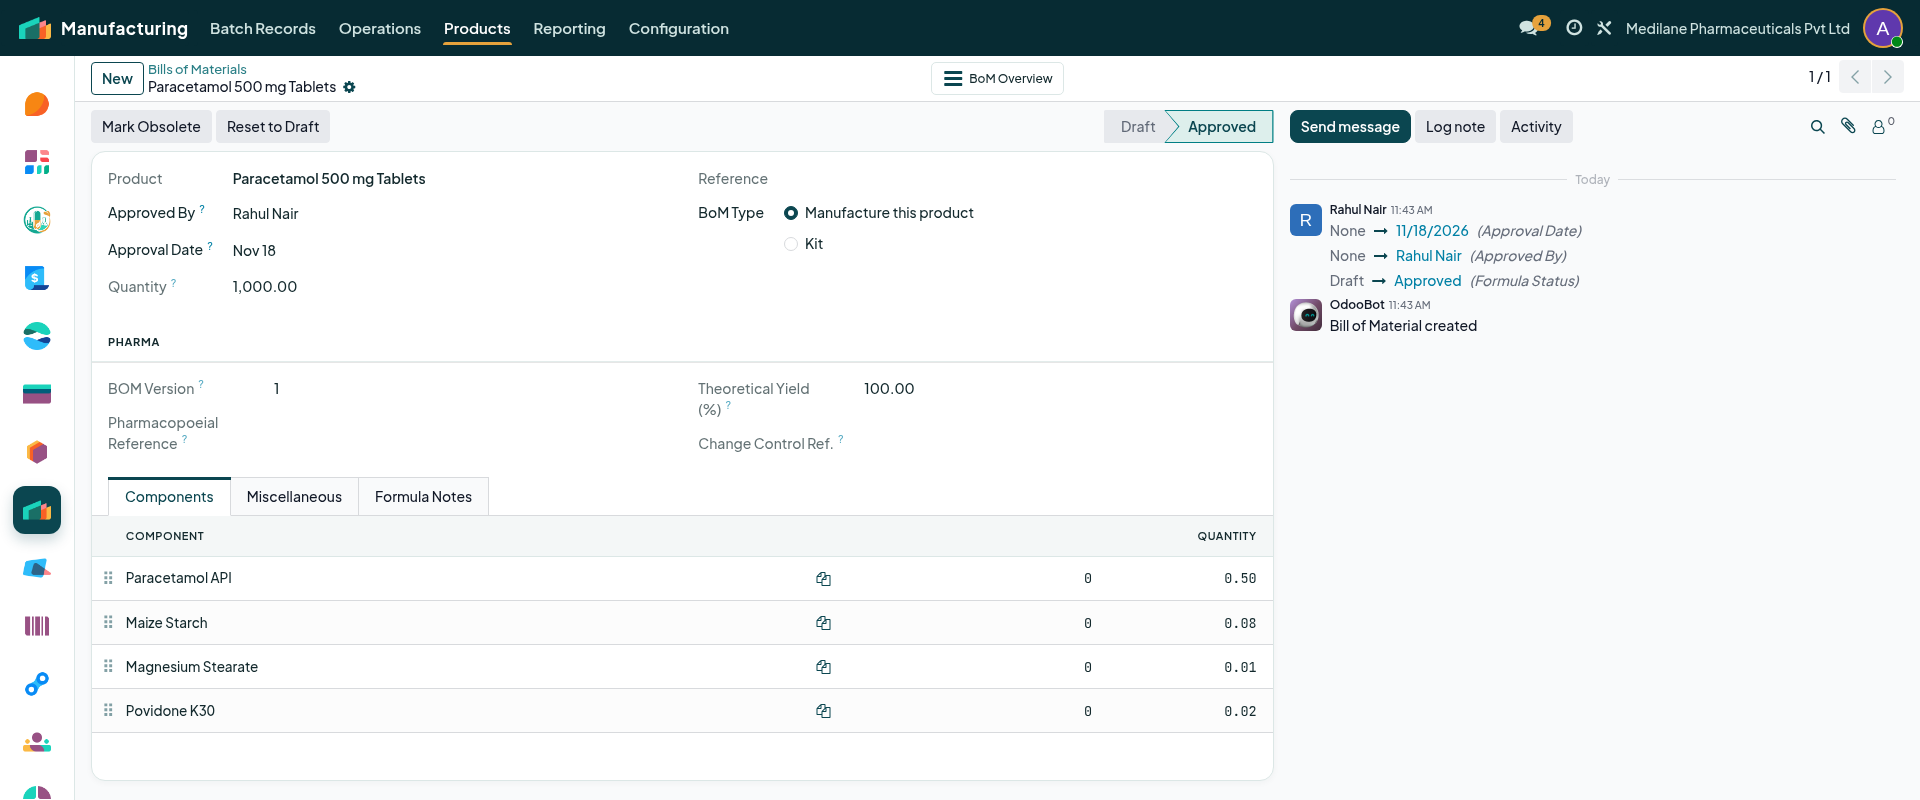 Manufacturing Batch Records Operations Products Reporting Configuration 4 Medilane Pharmaceuticals Pvt Ltd A
New Bills of Materials
Paracetamol 500 mg Tablets
BoM Overview
1 / 1
Mark Obsolete Reset to Draft Draft Approved
Send message Log note Activity 0
Product Paracetamol 500 mg Tablets
Approved By ? Rahul Nair
Approval Date ? Nov 18
Quantity ? 1,000.00
Reference
BoM Type Manufacture this product
Kit
PHARMA
BOM Version ? 1
Pharmacopoeial
Reference ?
Theoretical Yield
(%) ? 100.00
Change Control Ref. ?
Components Miscellaneous Formula Notes
COMPONENT QUANTITY
Paracetamol API 0 0.50
Maize Starch 0 0.08
Magnesium Stearate 0 0.01
Povidone K30 0 0.02
Today
R Rahul Nair 11:43 AM
None → 11/18/2026 (Approval Date)
None → Rahul Nair (Approved By)
Draft → Approved (Formula Status)
OdooBot 11:43 AM
Bill of Material created